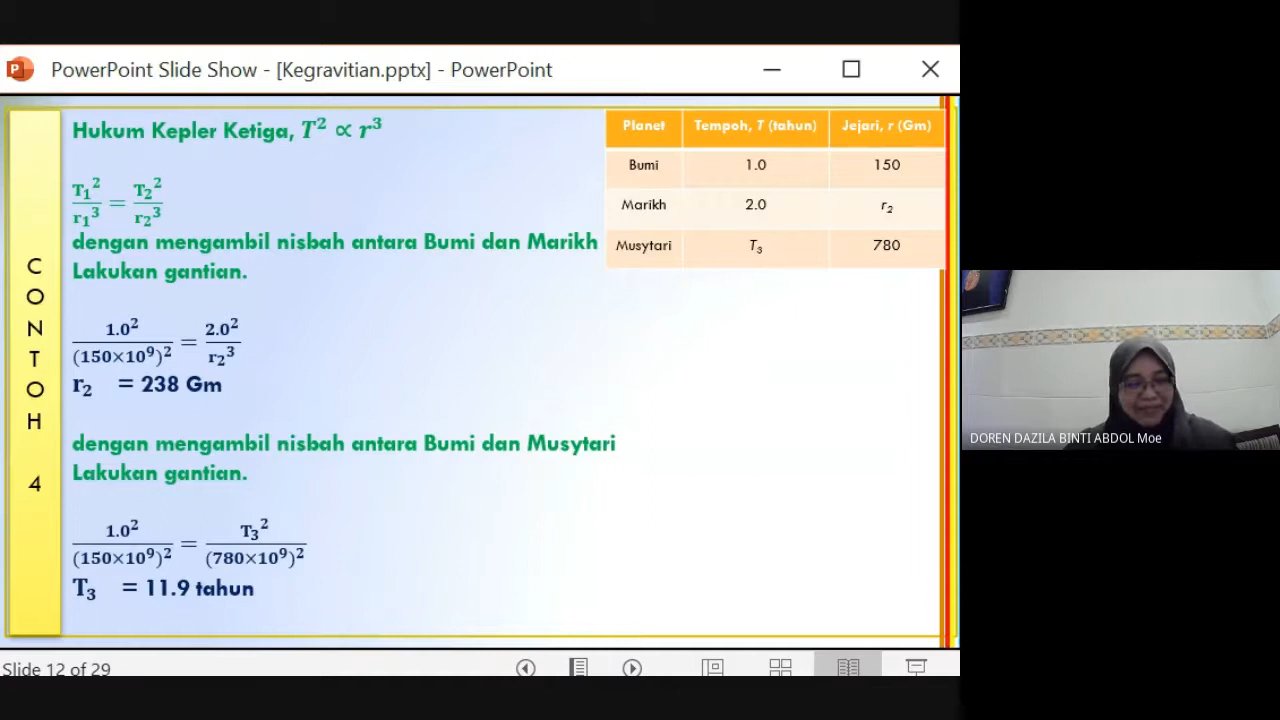 PowerPoint Slide Show - [Kegravitian.pptx] - PowerPoint
CONTOH 4
Hukum Kepler Ketiga, T² ∝ r³
T₁²/r₁³ = T₂²/r₂³
dengan mengambil nisbah antara Bumi dan Marikh
Lakukan gantian.
1.0²/(150×10⁹)² = 2.0²/r₂³
r₂ = 238 Gm
dengan mengambil nisbah antara Bumi dan Musytari
Lakukan gantian.
1.0²/(150×10⁹)² = T₃²/(780×10⁹)²
T₃ = 11.9 tahun
Planet Tempoh, T (tahun) Jejari, r (Gm)
Bumi 1.0 150
Marikh 2.0 r₂
Musytari T₃ 780
DOREN DAZILA BINTI ABDOL Moe
Slide 12 of 29